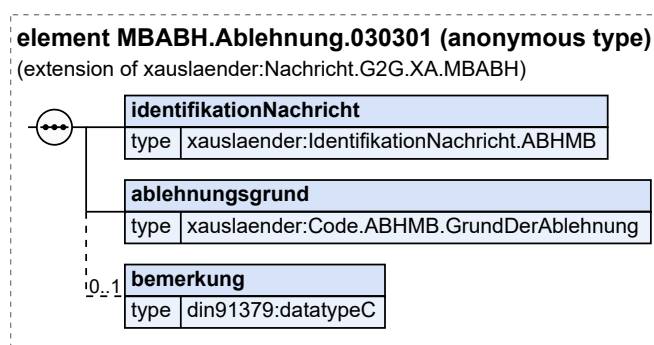 element MBABH.Ablehnung.030301 (anonymous type)
(extension of xauslaender:Nachricht.G2G.XA.MBABH)
identifikationNachricht
type xauslaender:IdentifikationNachricht.ABHMB
ablehnungsgrund
type xauslaender:Code.ABHMB.GrundDerAblehnung
0..1 bemerkung
type din91379:datatypeC